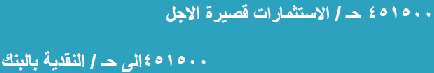 ٤٥١٥٠٠ حـ / الاستثمارات قصيرة الاجل
٤٥١٥٠٠الى حـ / النقدية بالبنك